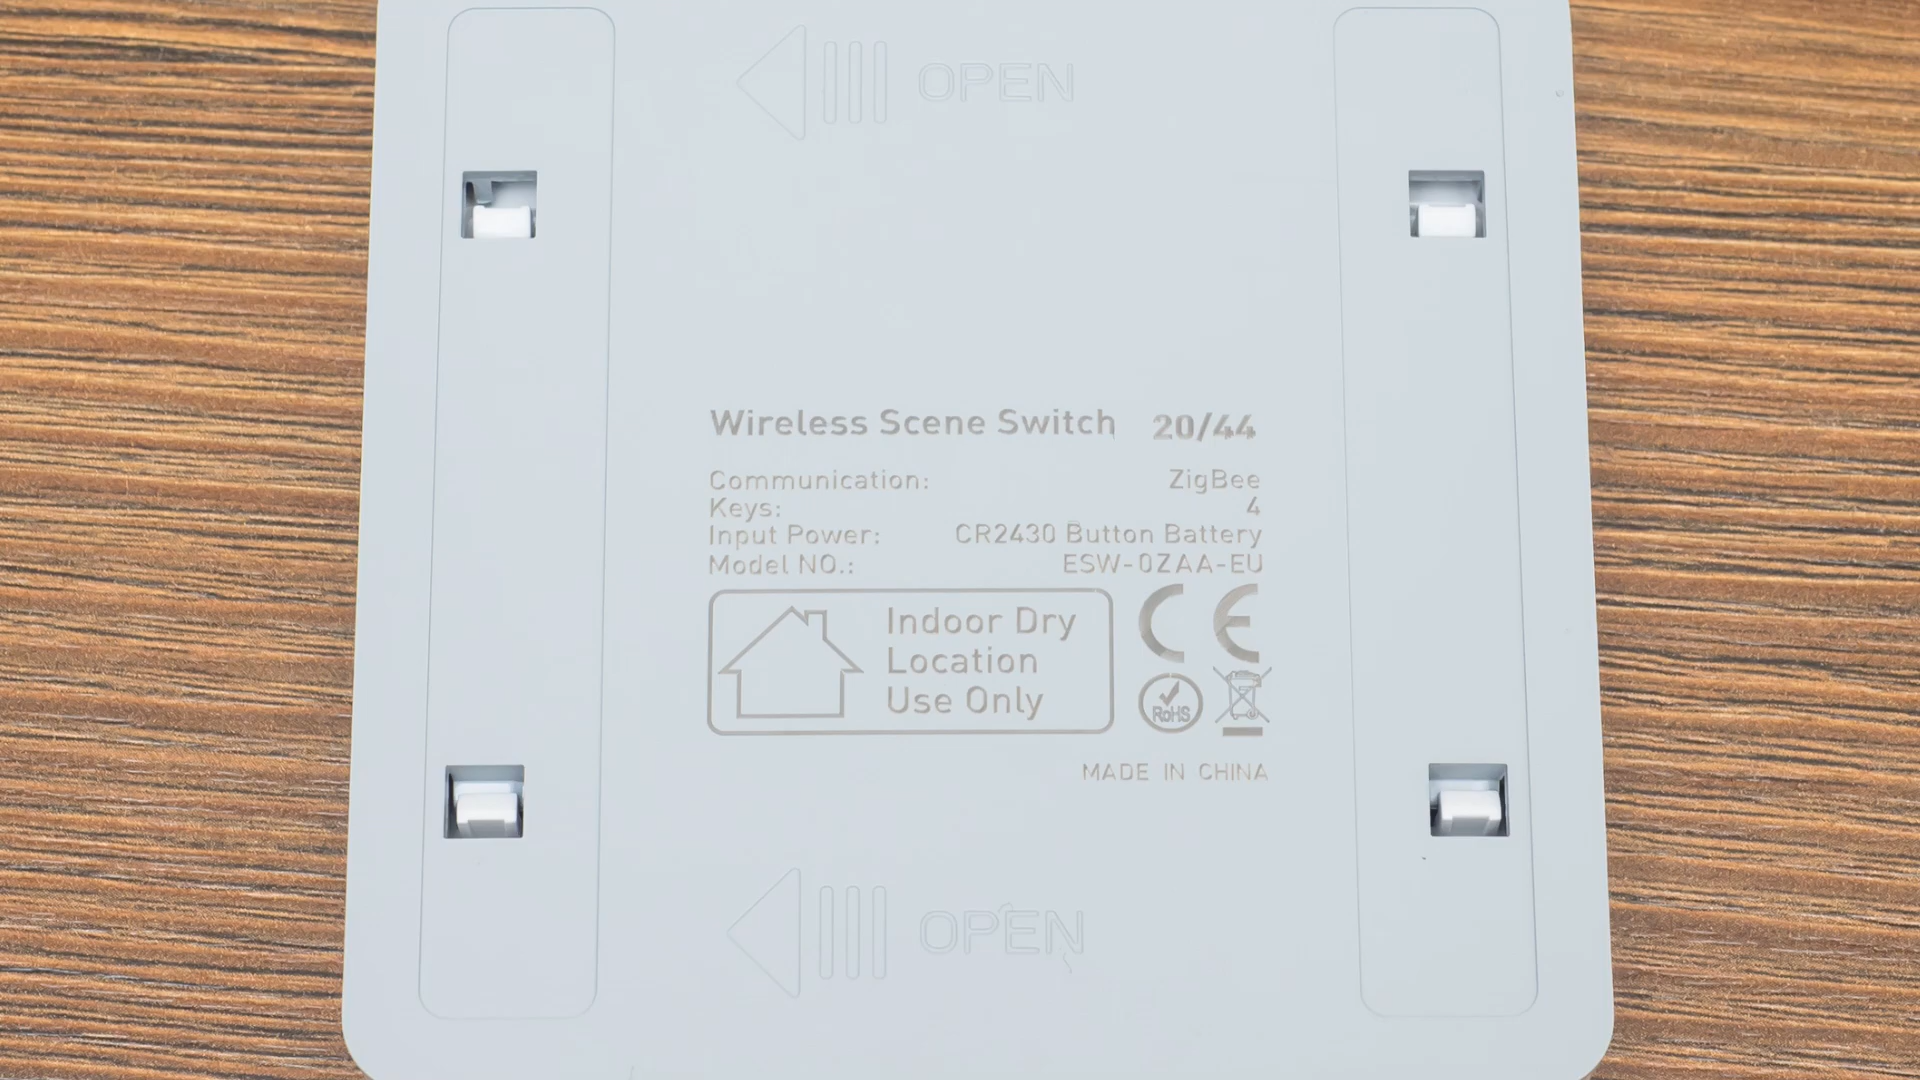 OPEN
Wireless Scene Switch 20/44
Communication: ZigBee
Keys: 4
Input Power: CR2430 Button Battery
Model NO.: ESW-0ZAA-EU
Indoor Dry
Location
Use Only
CE
RoHS
MADE IN CHINA
OPEN